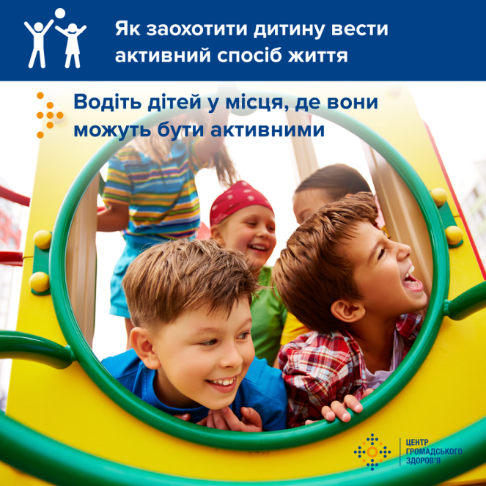 Як заохотити дитину вести
активний спосіб життя
Водіть дітей у місця, де вони
можуть бути активними
ЦЕНТР
ГРОМАДСЬКОГО
ЗДОРОВ'Я